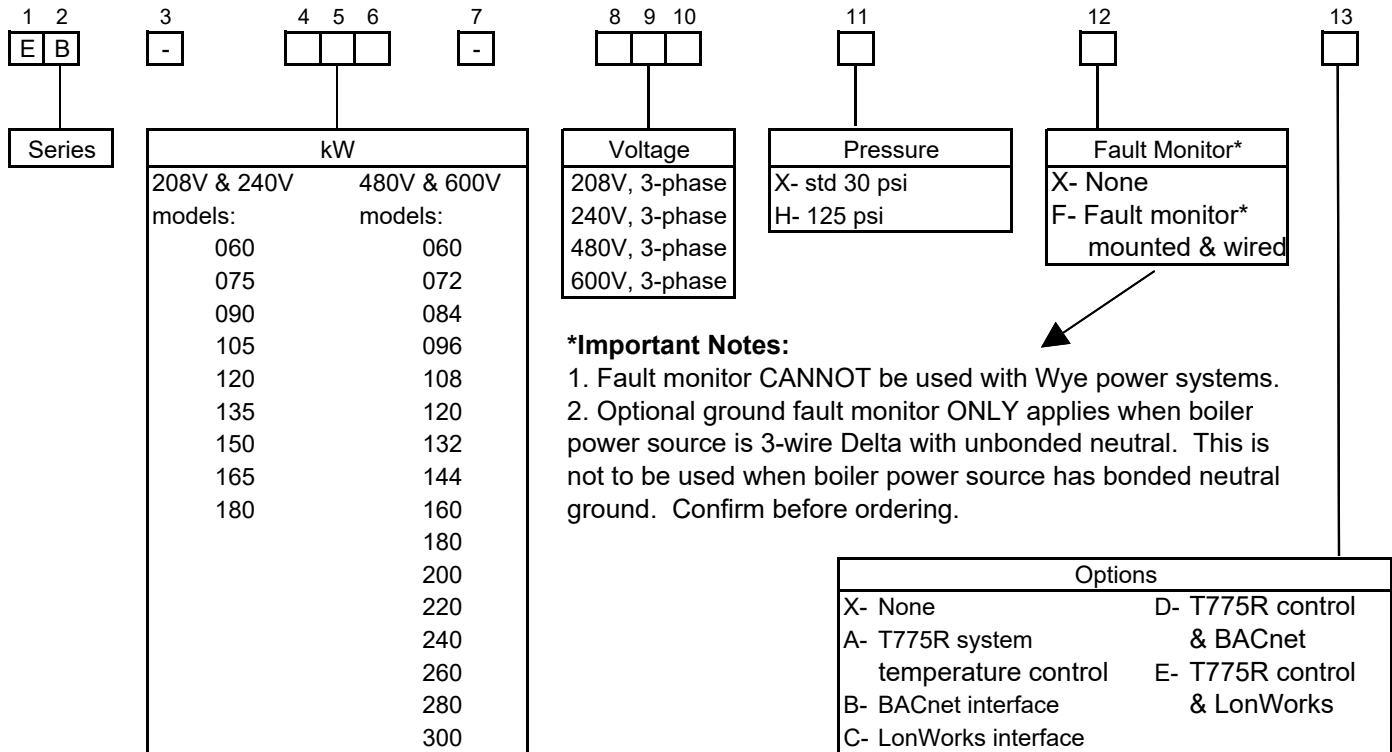 1 2 3 4 5 6 7 8 9 10 11 12 13
E B - -
Series
kW
208V & 240V 480V & 600V
models: models:
060 060
075 072
090 084
105 096
120 108
135 120
150 132
165 144
180 160
180
200
220
240
260
280
300
Voltage
208V, 3-phase
240V, 3-phase
480V, 3-phase
600V, 3-phase
Pressure
X- std 30 psi
H- 125 psi
Fault Monitor*
X- None
F- Fault monitor*
mounted & wired
*Important Notes:
1. Fault monitor CANNOT be used with Wye power systems.
2. Optional ground fault monitor ONLY applies when boiler
power source is 3-wire Delta with unbonded neutral. This is
not to be used when boiler power source has bonded neutral
ground. Confirm before ordering.
Options
X- None
A- T775R system
temperature control
B- BACnet interface
C- LonWorks interface
D- T775R control
& BACnet
E- T775R control
& LonWorks